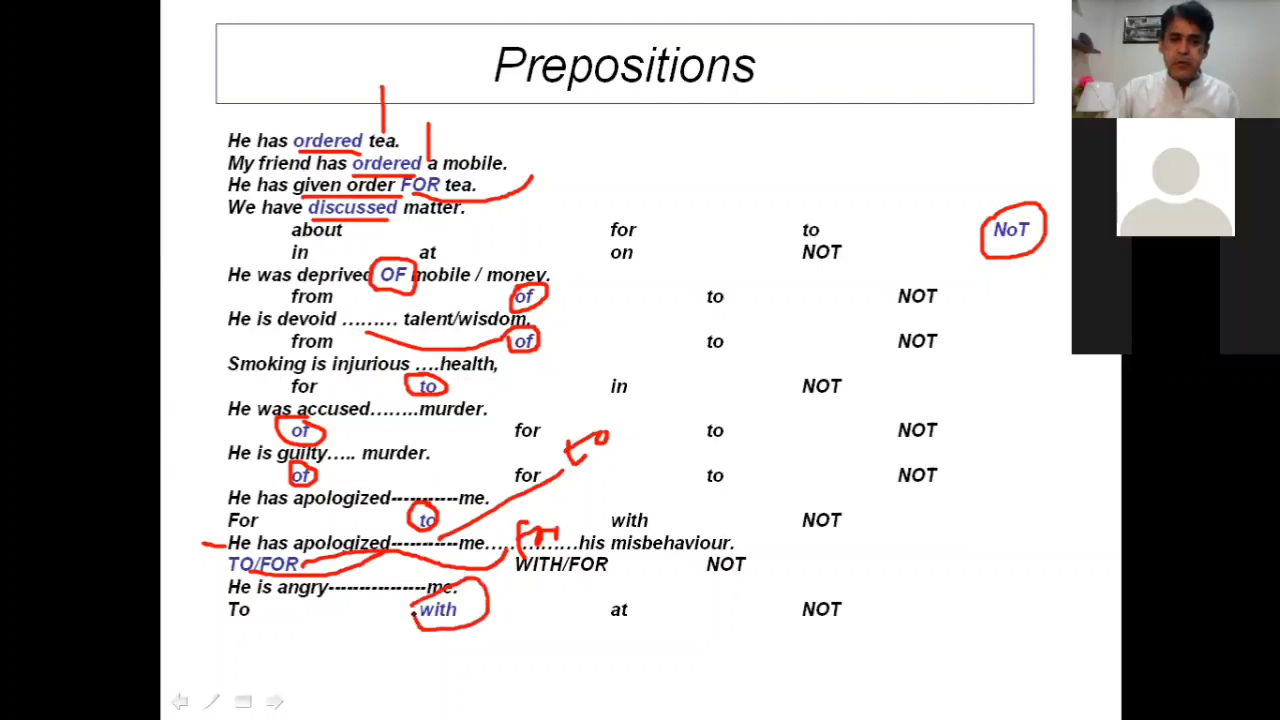 Prepositions
He has ordered tea.
My friend has ordered a mobile.
He has given order FOR tea.
We have discussed matter.
about for to NoT
in at on NOT
He was deprived OF mobile / money.
from of to NOT
He is devoid ……… talent/wisdom.
from of to NOT
Smoking is injurious ….health,
for to in NOT
He was accused……..murder.
of for to NOT
He is guilty….. murder.
of for to NOT
to
He has apologized-----------me.
For to with NOT
For
He has apologized-----------me……………his misbehaviour.
TO/FOR WITH/FOR NOT
He is angry----------------me.
To with at NOT